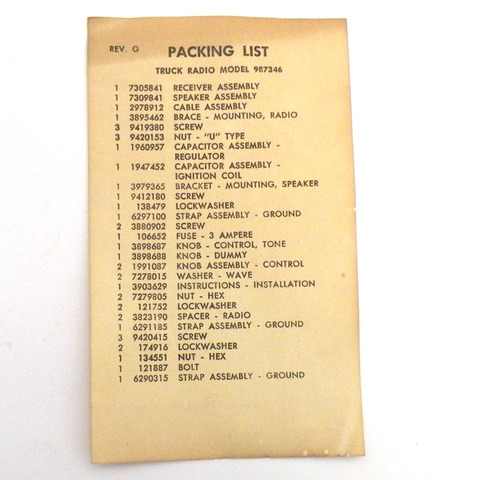 REV. G PACKING LIST
TRUCK RADIO MODEL 987346
1 7305841 RECEIVER ASSEMBLY
1 7309841 SPEAKER ASSEMBLY
1 2978912 CABLE ASSEMBLY
1 3895462 BRACE - MOUNTING, RADIO
3 9419380 SCREW
3 9420153 NUT - "U" TYPE
1 1960957 CAPACITOR ASSEMBLY -
REGULATOR
1 1947452 CAPACITOR ASSEMBLY -
IGNITION COIL
1 3979365 BRACKET - MOUNTING, SPEAKER
1 9412180 SCREW
1 138479 LOCKWASHER
1 6297100 STRAP ASSEMBLY - GROUND
2 3880902 SCREW
1 106652 FUSE - 3 AMPERE
1 3898687 KNOB - CONTROL, TONE
1 3898688 KNOB - DUMMY
2 1991087 KNOB ASSEMBLY - CONTROL
2 7278015 WASHER - WAVE
1 3903629 INSTRUCTIONS - INSTALLATION
2 7279805 NUT - HEX
2 121752 LOCKWASHER
2 3823190 SPACER - RADIO
1 6291185 STRAP ASSEMBLY - GROUND
3 9420415 SCREW
2 174916 LOCKWASHER
1 134551 NUT - HEX
1 121887 BOLT
1 6290315 STRAP ASSEMBLY - GROUND